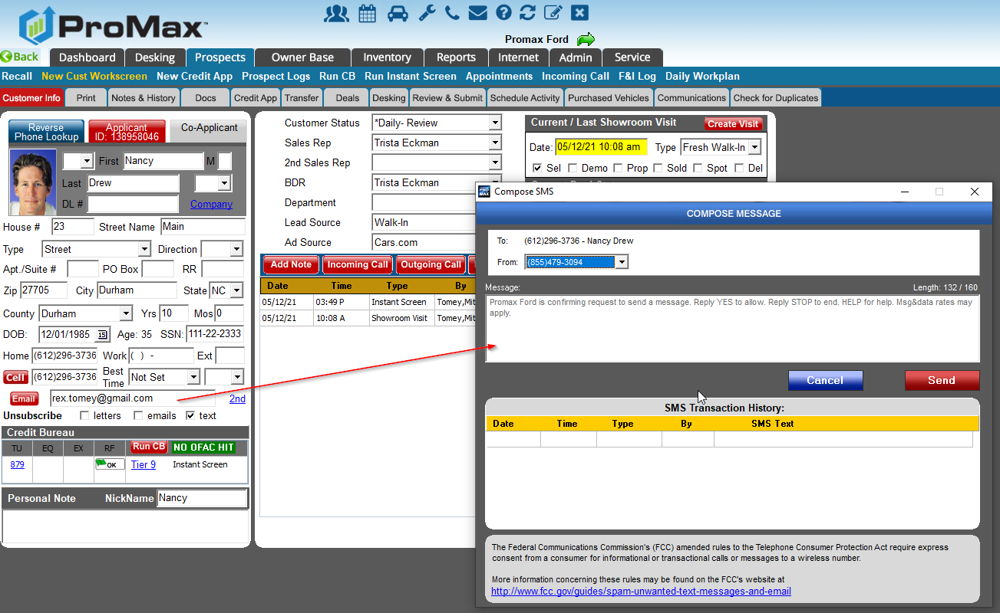 ProMax™
Promax Ford
Back
Dashboard Desking Prospects Owner Base Inventory Reports Internet Admin Service
Recall New Cust Workscreen New Credit App Prospect Logs Run CB Run Instant Screen Appointments Incoming Call F&I Log Daily Workplan
Customer Info Print Notes & History Docs Credit App Transfer Deals Desking Review & Submit Schedule Activity Purchased Vehicles Communications Check for Duplicates
Reverse
Phone Lookup
Applicant
ID: 138958046
Co-Applicant
First Nancy M
Last Drew
DL #
Company
House # 23 Street Name Main
Type Street Direction
Apt./Suite # PO Box RR
Zip 27705 City Durham State NC
County Durham Yrs 10 Mos 0
DOB: 12/01/1985 15 Age: 35 SSN: 111-22-2333
Home (612)296-3736 Work ( ) - Ext
Cell (612)296-3736 Best
Time Not Set
Email rex.tomey@gmail.com 2nd
Unsubscribe letters emails text
Credit Bureau
TU EQ EX RF Run CB NO OFAC HIT
879 OK Tier 9 Instant Screen
Personal Note NickName Nancy
Customer Status *Daily- Review
Sales Rep Trista Eckman
2nd Sales Rep
BDR Trista Eckman
Department
Lead Source Walk-In
Ad Source Cars.com
Add Note Incoming Call Outgoing Call
Date Time Type By
05/12/21 03:49 P Instant Screen Tomey,Mit
05/12/21 10:08 A Showroom Visit Tomey,Mit
Current / Last Showroom Visit Create Visit
Date: 05/12/21 10:08 am Type Fresh Walk-In
Sel Demo Prop Sold Spot Del
PRO
MAX
Compose SMS
COMPOSE MESSAGE
To: (612)296-3736 - Nancy Drew
From: (855)479-3094
Message: Length: 132 / 160
Promax Ford is confirming request to send a message. Reply YES to allow. Reply STOP to end. HELP for help. Msg&data rates may
apply.
Cancel Send
SMS Transaction History:
Date Time Type By SMS Text
The Federal Communications Commission's (FCC) amended rules to the Telephone Consumer Protection Act require express
consent from a consumer for informational or transactional calls or messages to a wireless number.
More information concerning these rules may be found on the FCC's website at
http://www.fcc.gov/guides/spam-unwanted-text-messages-and-email